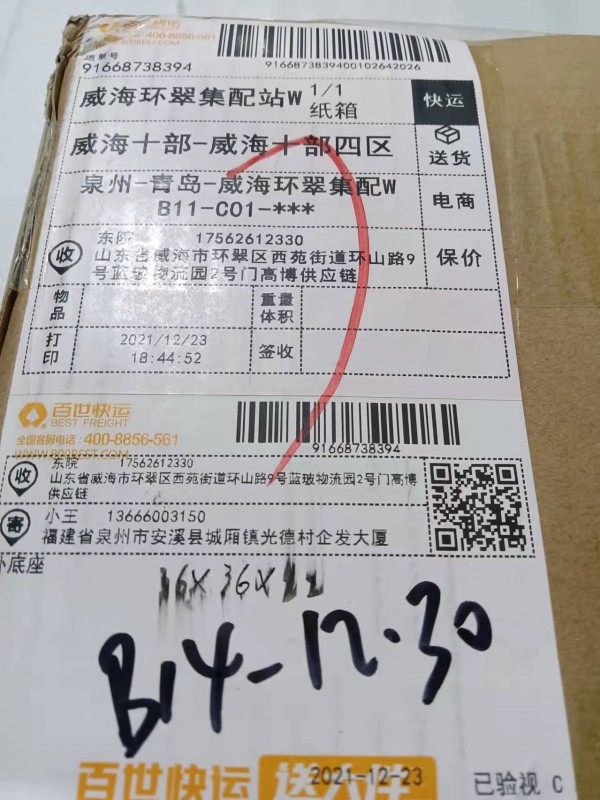 400-8856-561
运单号
91668738394
9166873839400102642026
威海环翠集配站W 1/1
纸箱
快运
威海十部-威海十部四区
送货
泉州-青岛-威海环翠集配W
B11-C01-***
电商
收
东院 17562612330
山东省威海市环翠区西苑街道环山路9
号蓝玻物流园2号门高博供应链
保价
物品
重量
体积
打印
2021/12/23
18:44:52
签收
百世快运
BEST FREIGHT
全国客服电话：400-8856-561
WWW.800BEST.COM
91668738394
收
东院 17562612330
山东省威海市环翠区西苑街道环山路9号蓝玻物流园2号门高博
供应链
寄
小王 13666003150
福建省泉州市安溪县城厢镇光德村企发大厦
底座
B14-12.30
百世快运
2021-12-23
已验视 C